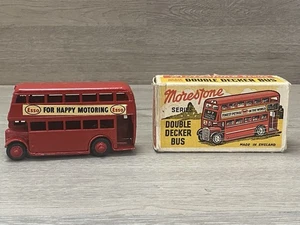 Esso FOR HAPPY MOTORING Esso
Morestone
SERIES
DOUBLE
DECKER
BUS
MADE IN ENGLAND
DOUBLE DECKER BUS